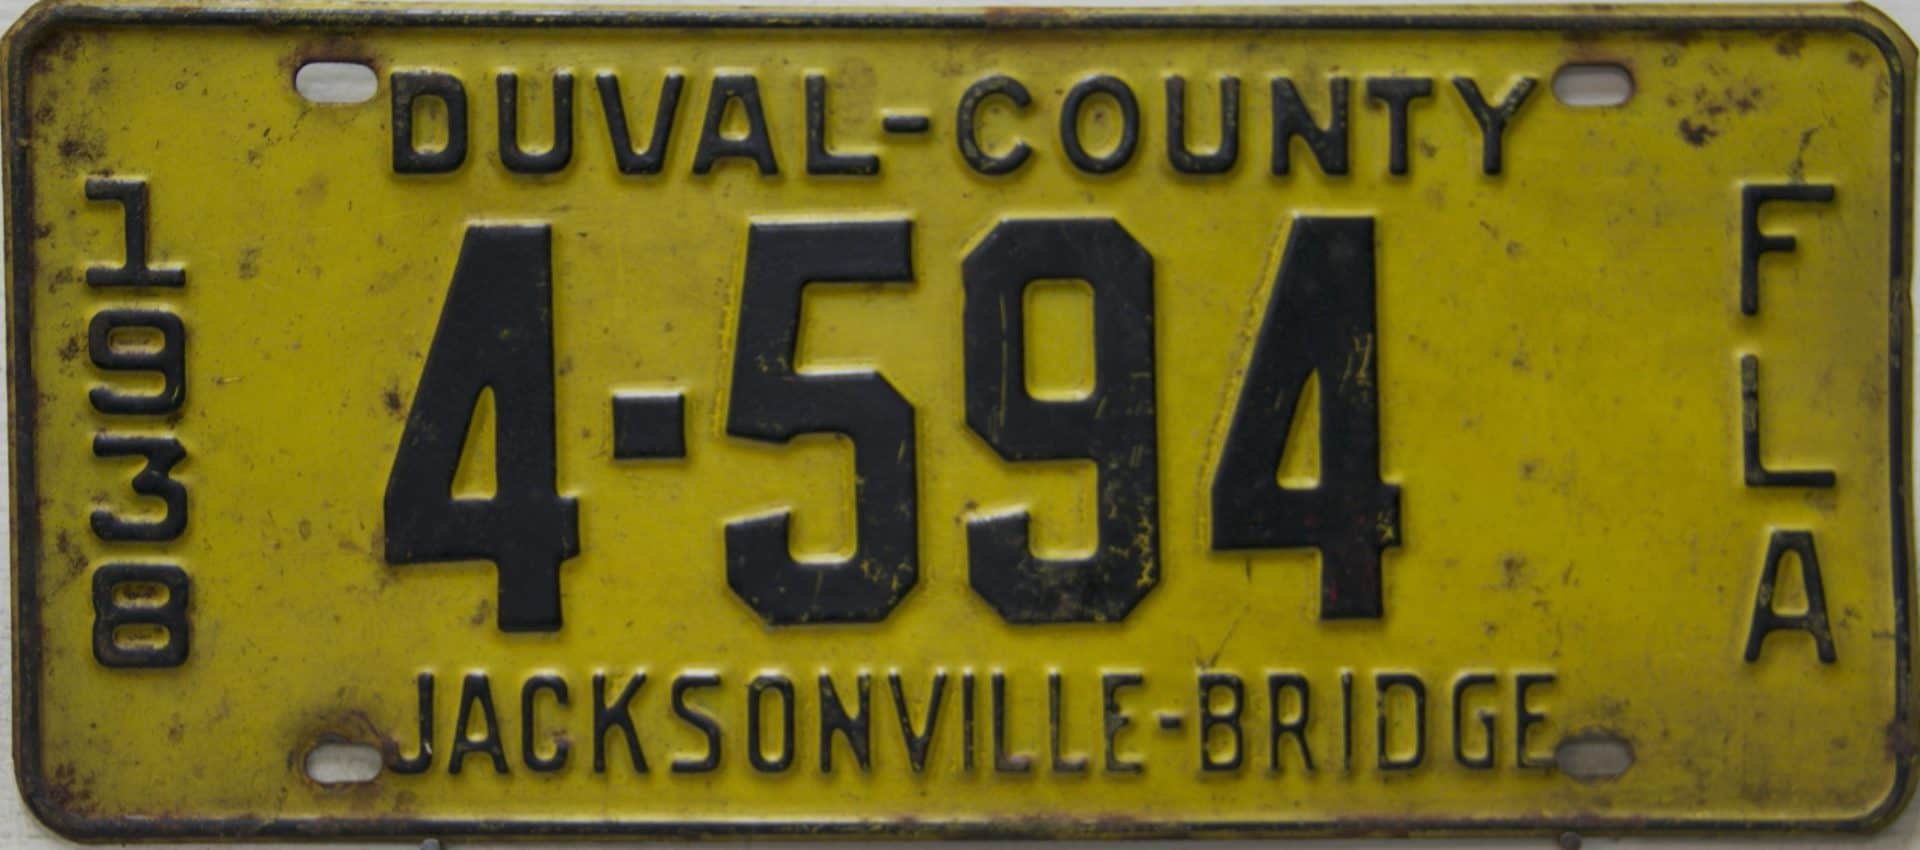 DUVAL-COUNTY
1938
4-594
FLA
JACKSONVILLE-BRIDGE